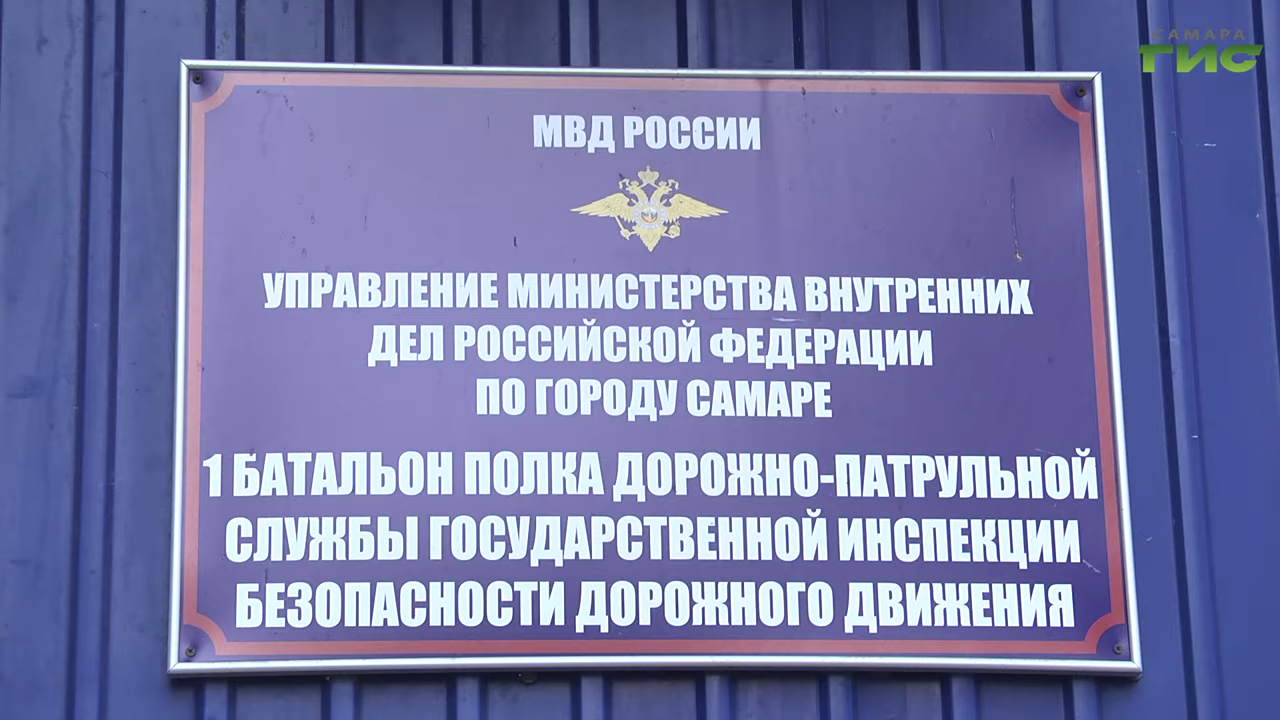 САМАРА
ГИС
МВД РОССИИ
УПРАВЛЕНИЕ МИНИСТЕРСТВА ВНУТРЕННИХ
ДЕЛ РОССИЙСКОЙ ФЕДЕРАЦИИ
ПО ГОРОДУ САМАРЕ
1 БАТАЛЬОН ПОЛКА ДОРОЖНО-ПАТРУЛЬНОЙ
СЛУЖБЫ ГОСУДАРСТВЕННОЙ ИНСПЕКЦИИ
БЕЗОПАСНОСТИ ДОРОЖНОГО ДВИЖЕНИЯ